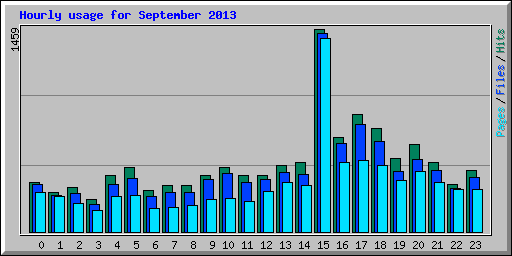 Hourly usage for September 2013
1459
Pages/Files/Hits
0 1 2 3 4 5 6 7 8 9 10 11 12 13 14 15 16 17 18 19 20 21 22 23